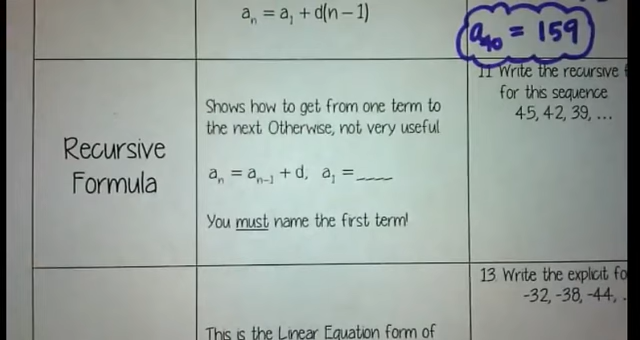 aₙ = a₁ + d(n-1)
a₄₀ = 159
Recursive
Formula
Shows how to get from one term to
the next. Otherwise, not very useful
aₙ = aₙ₋₁ + d, a₁ = ____
You must name the first term!
11. Write the recursive
for this sequence
45, 42, 39, ...
13. Write the explicit
-32, -38, -44,
This is the Linear Equation form of